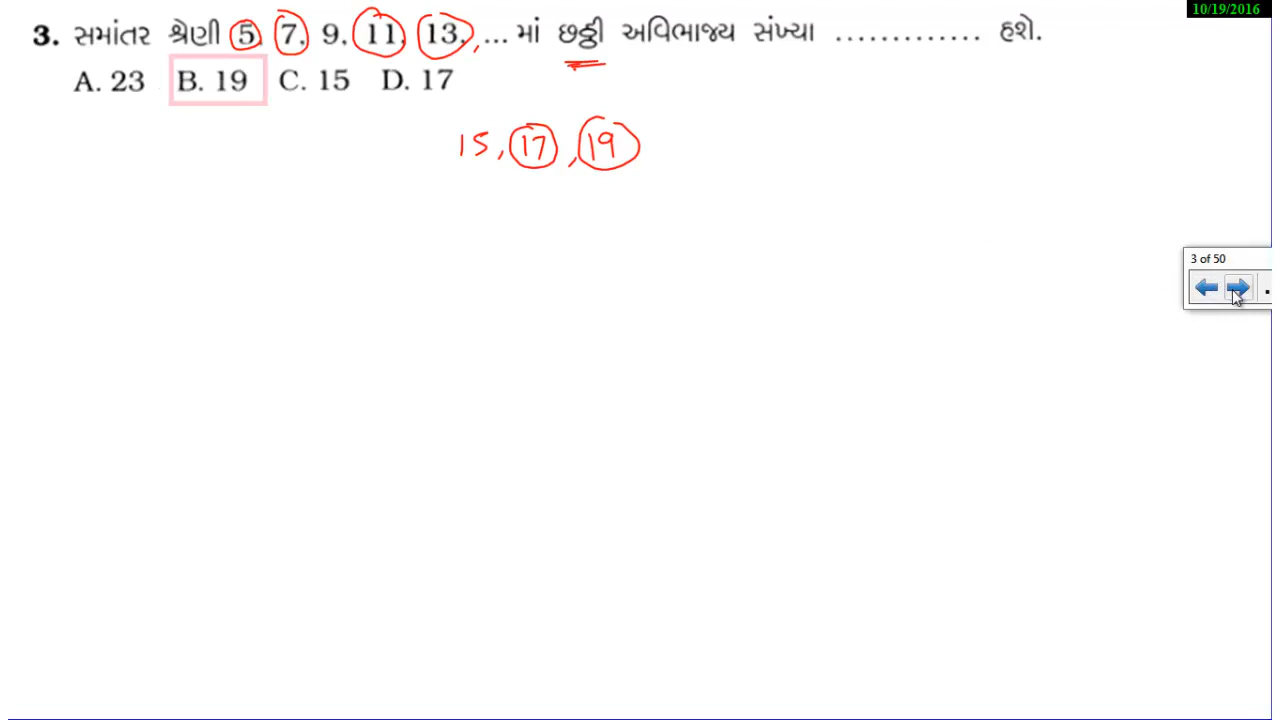 10/19/2016
3. સમાંતર શ્રેણી 5, 7, 9, 11, 13, ... માં છઠ્ઠી અવિભાજ્ય સંખ્યા ............. હશે.
A. 23 B. 19 C. 15 D. 17
15, 17, 19
3 of 50